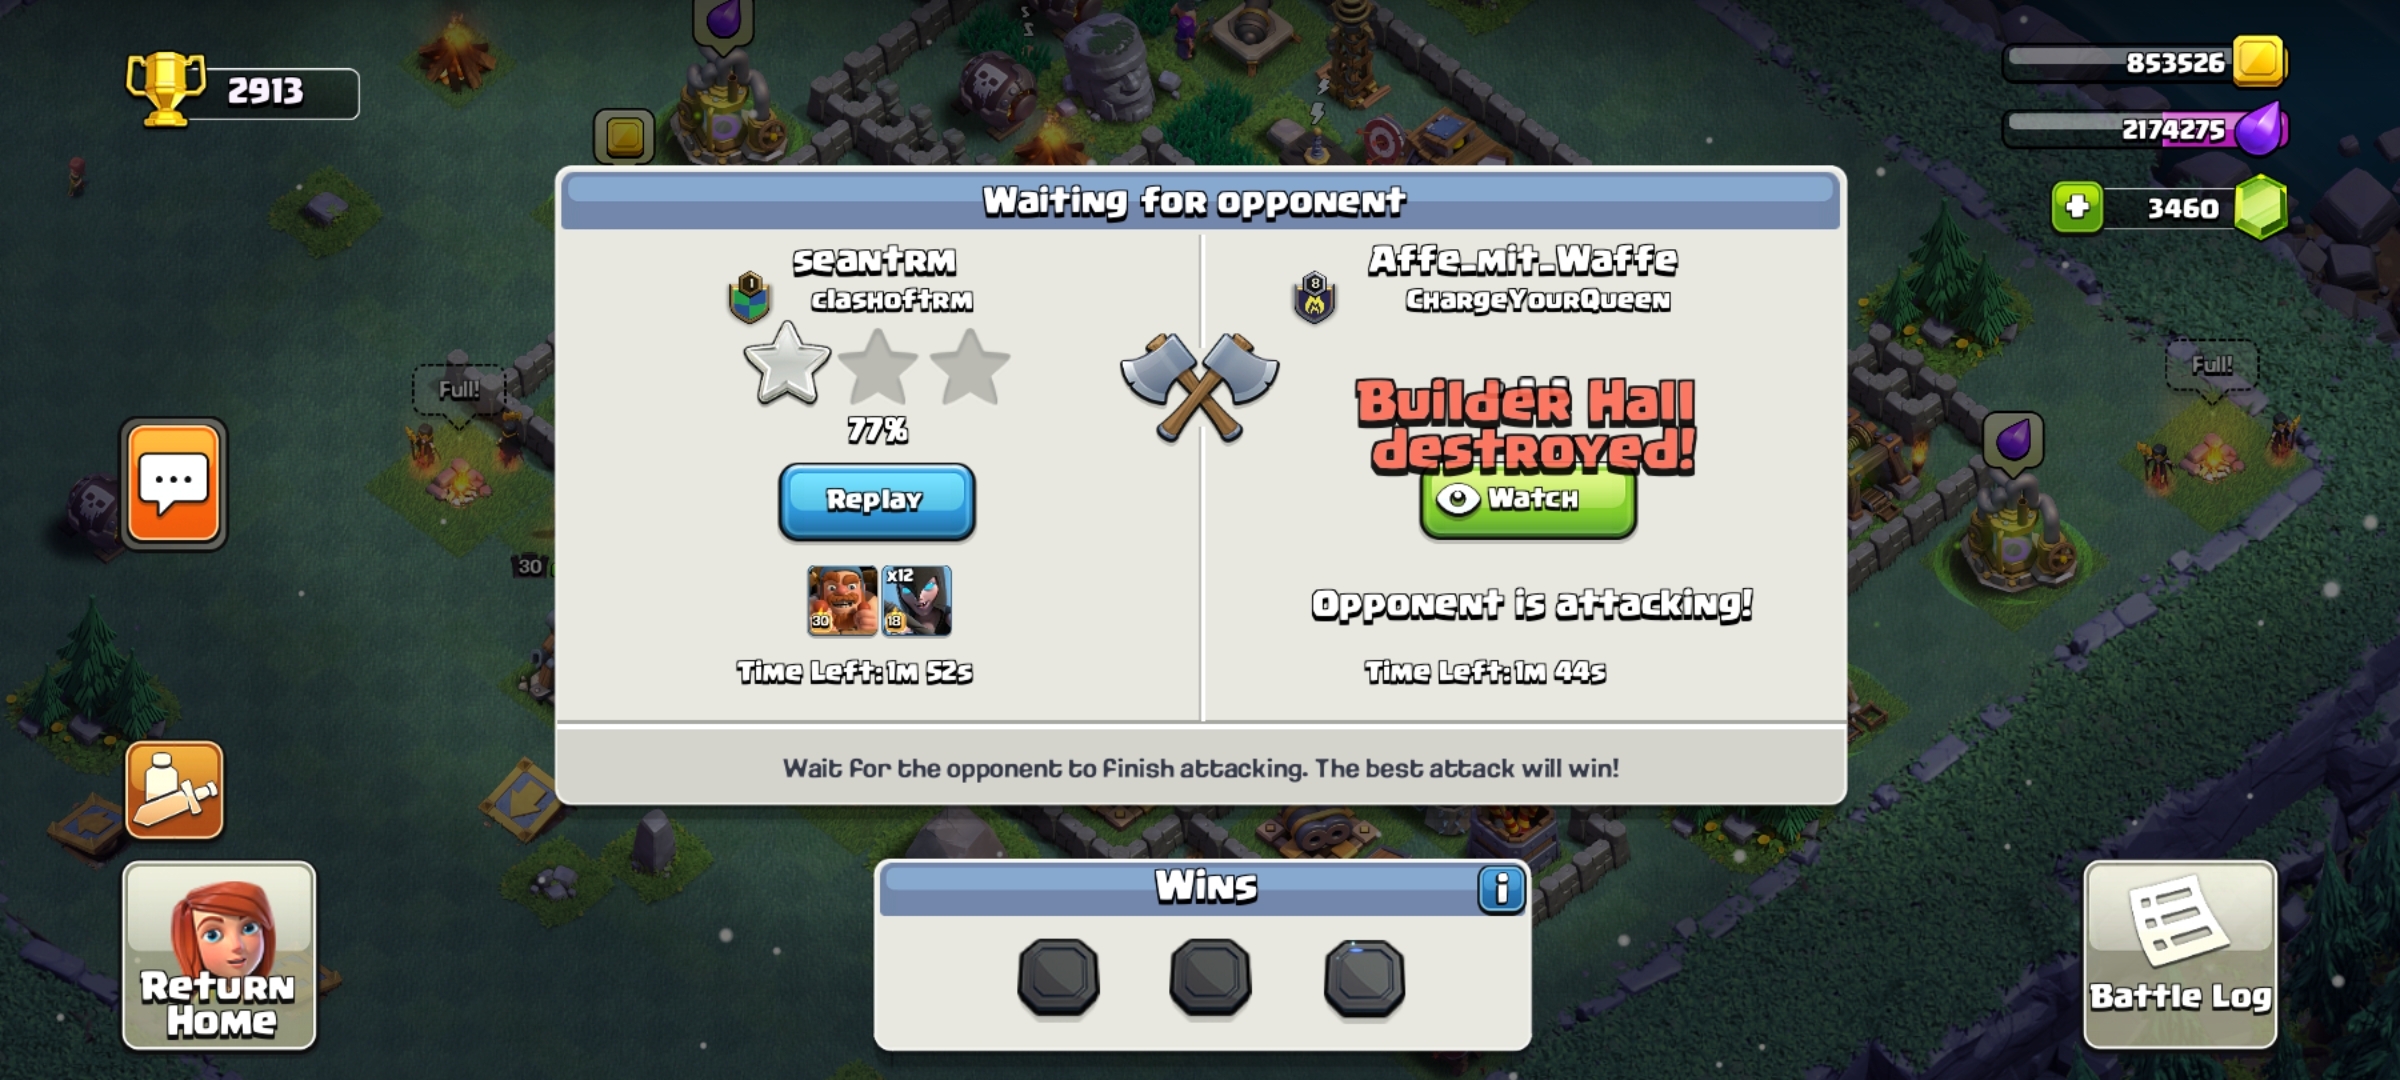 2913
853526
2174275
3460
Waiting for opponent
seantrm
1
clashoftrm
77%
Replay
x12
30
18
Time Left:1m 52s
Affe_mit_Waffe
8
ChargeYourQueen
Builder Hall
destroyed!
Watch
Opponent is attacking!
Time Left:1m 44s
Wait for the opponent to finish attacking. The best attack will win!
Full!
Full!
30
Wins
i
Return
Home
Battle Log